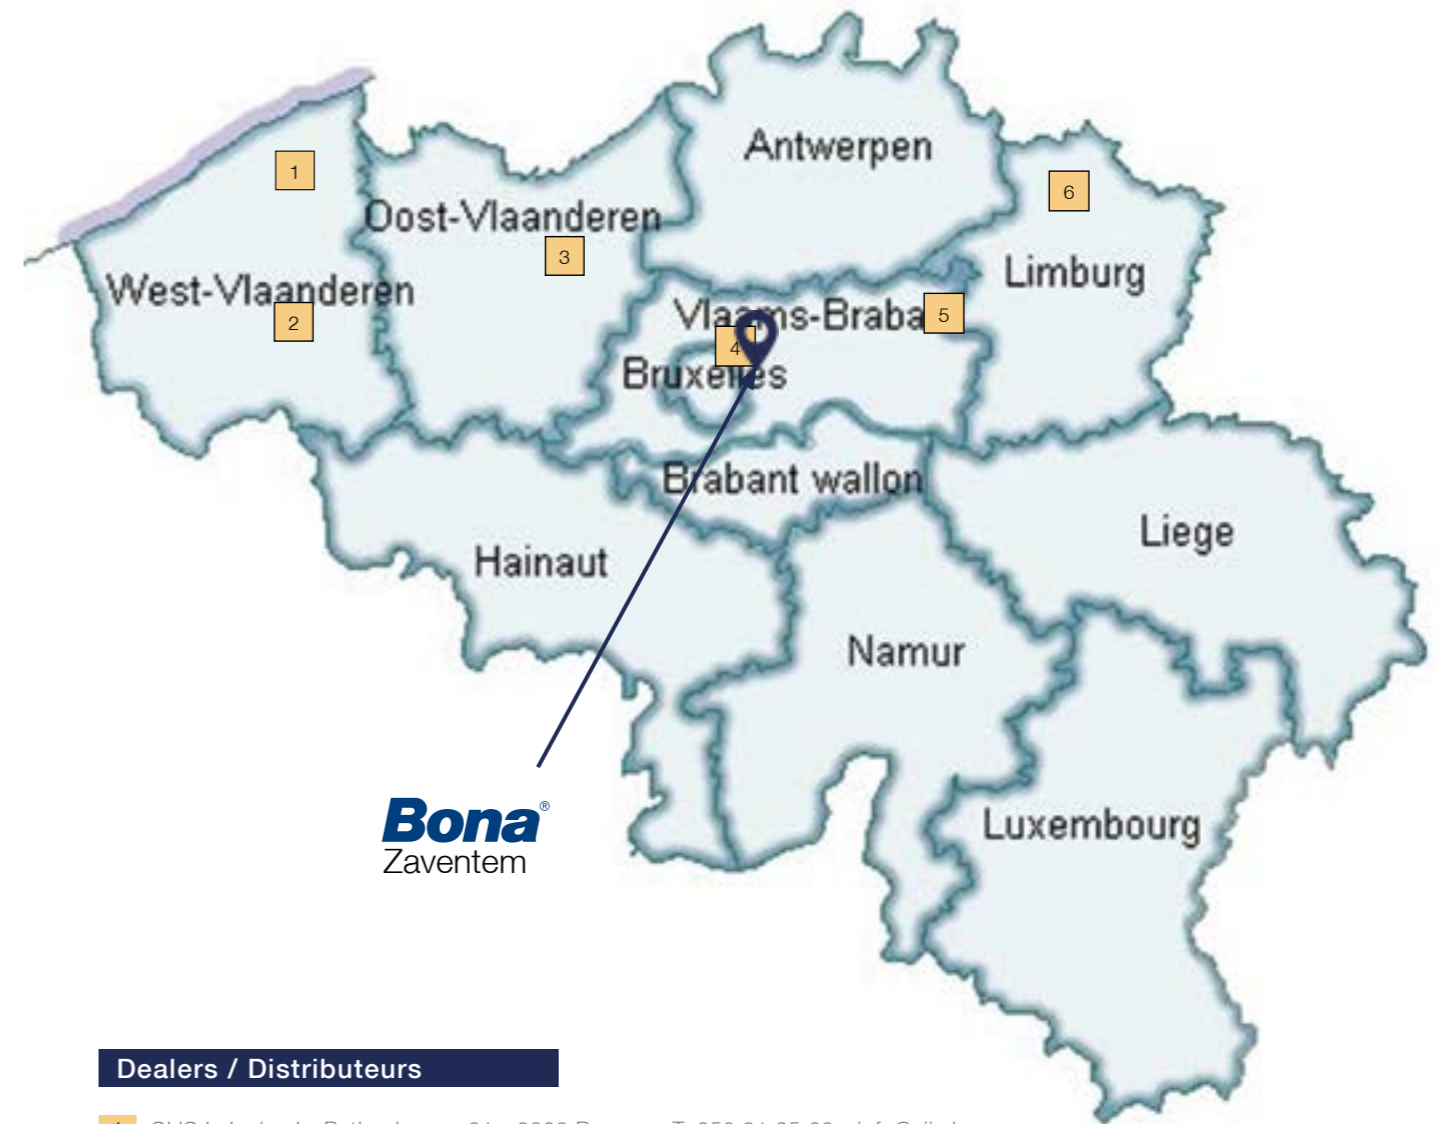 Antwerpen
1
6
Oost-Vlaanderen
3
Limburg
West-Vlaanderen
2
Vlaams-Braba
5
4
Bruxelles
Brabant wallon
Liege
Hainaut
Namur
Bona®
Zaventem
Luxembourg
Dealers / Distributeurs